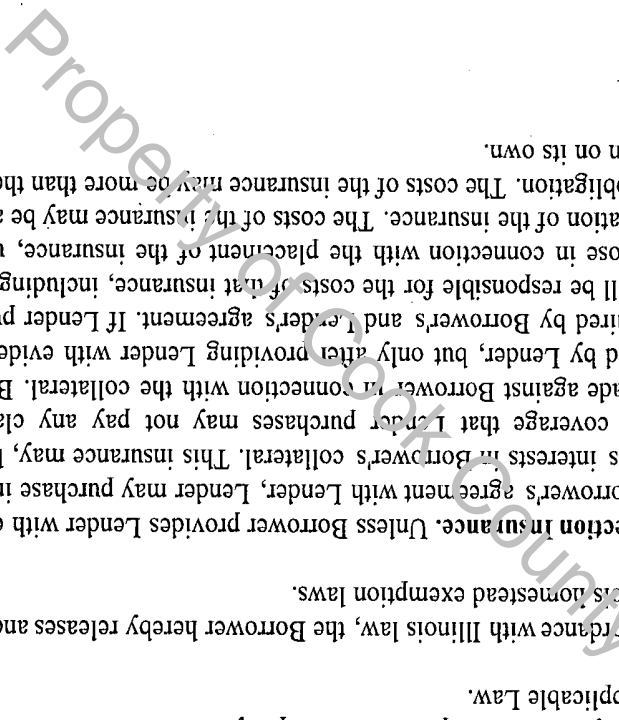 pplicable Law.
rdance with Illinois law, the Borrower hereby releases and
is homestead exemption laws.
ction Insurance. Unless Borrower provides Lender with
orrower's agreement with Lender, Lender may purchase in
s interests in Borrower's collateral. This insurance may,
coverage that Lender purchases may not pay any cla
ade against Borrower in connection with the collateral. B
d by Lender, but only after providing Lender with evide
ired by Borrower's and Lender's agreement. If Lender pu
ll be responsible for the costs of that insurance, including
ose in connection with the placement of the insurance,
ation of the insurance. The costs of the insurance may be a
bligation. The costs of the insurance may be more than the
n on its own.
Property of Cook County